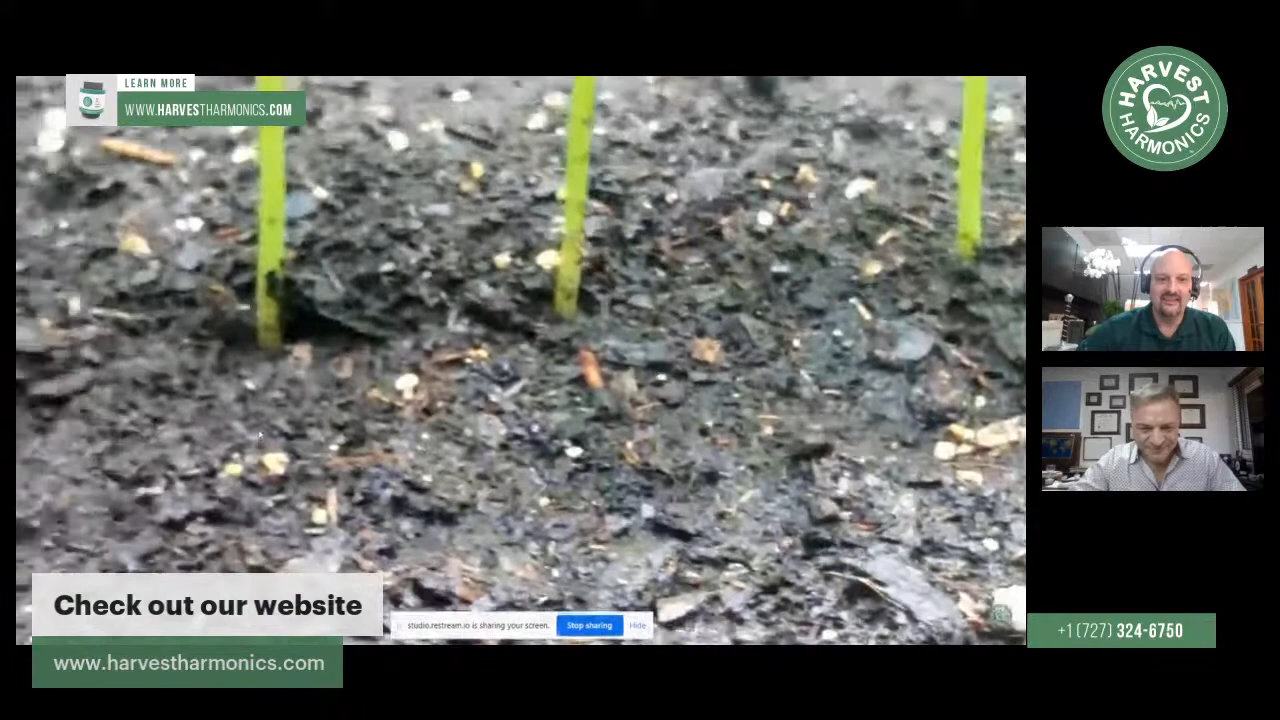 LEARN MORE
WWW.HARVESTHARMONICS.COM
HARVEST
HARMONICS
Check out our website
studio.restream.io is sharing your screen.
Stop sharing
Hide
+1 (727) 324-6750
www.harvestharmonics.com